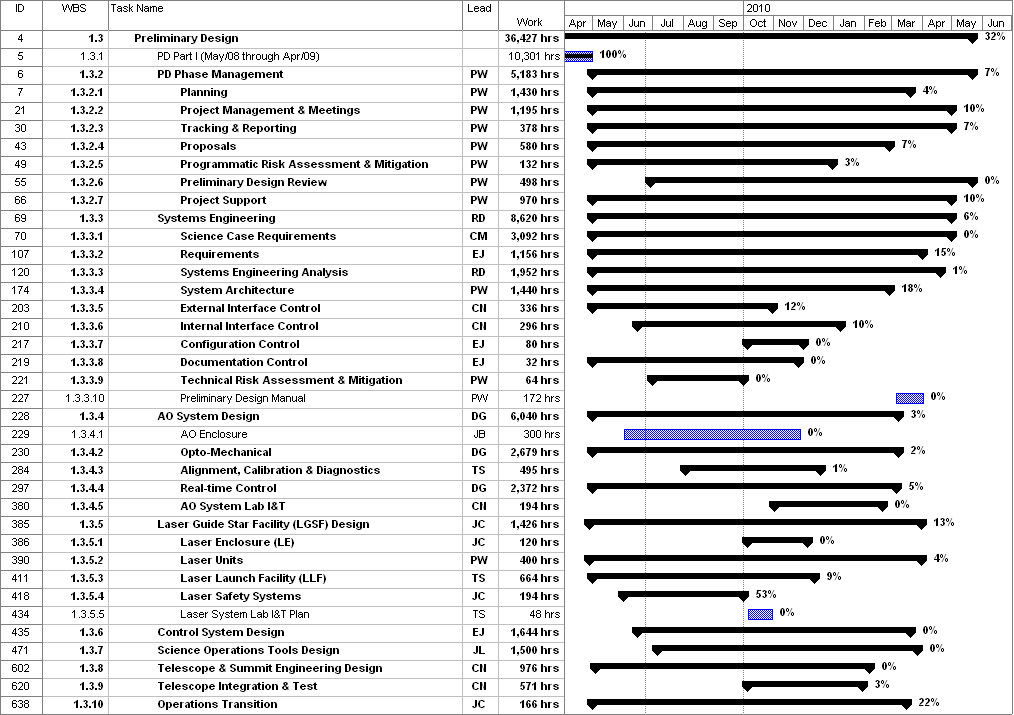 ID WBS Task Name Lead Work 2010
Apr May Jun Jul Aug Sep Oct Nov Dec Jan Feb Mar Apr May Jun
4 1.3 Preliminary Design 36,427 hrs 32%
5 1.3.1 PD Part I (May/08 through Apr/09) 10,301 hrs 100%
6 1.3.2 PD Phase Management PW 5,183 hrs 7%
7 1.3.2.1 Planning PW 1,430 hrs 4%
21 1.3.2.2 Project Management & Meetings PW 1,195 hrs 10%
30 1.3.2.3 Tracking & Reporting PW 378 hrs 7%
43 1.3.2.4 Proposals PW 580 hrs 7%
49 1.3.2.5 Programmatic Risk Assessment & Mitigation PW 132 hrs 3%
55 1.3.2.6 Preliminary Design Review PW 498 hrs 0%
66 1.3.2.7 Project Support PW 970 hrs 10%
69 1.3.3 Systems Engineering RD 8,620 hrs 6%
70 1.3.3.1 Science Case Requirements CM 3,092 hrs 0%
107 1.3.3.2 Requirements EJ 1,156 hrs 15%
120 1.3.3.3 Systems Engineering Analysis RD 1,952 hrs 1%
174 1.3.3.4 System Architecture PW 1,440 hrs 18%
203 1.3.3.5 External Interface Control CN 336 hrs 12%
210 1.3.3.6 Internal Interface Control CN 296 hrs 10%
217 1.3.3.7 Configuration Control EJ 80 hrs 0%
219 1.3.3.8 Documentation Control EJ 32 hrs 0%
221 1.3.3.9 Technical Risk Assessment & Mitigation PW 64 hrs 0%
227 1.3.3.10 Preliminary Design Manual PW 172 hrs 0%
228 1.3.4 AO System Design DG 6,040 hrs 3%
229 1.3.4.1 AO Enclosure JB 300 hrs 0%
230 1.3.4.2 Opto-Mechanical DG 2,679 hrs 2%
284 1.3.4.3 Alignment, Calibration & Diagnostics TS 495 hrs 1%
297 1.3.4.4 Real-time Control DG 2,372 hrs 5%
380 1.3.4.5 AO System Lab I&T CN 194 hrs 0%
385 1.3.5 Laser Guide Star Facility (LGSF) Design JC 1,426 hrs 13%
386 1.3.5.1 Laser Enclosure (LE) JC 120 hrs 0%
390 1.3.5.2 Laser Units PW 400 hrs 4%
411 1.3.5.3 Laser Launch Facility (LLF) TS 664 hrs 9%
418 1.3.5.4 Laser Safety Systems JC 194 hrs 53%
434 1.3.5.5 Laser System Lab I&T Plan TS 48 hrs 0%
435 1.3.6 Control System Design EJ 1,644 hrs 0%
471 1.3.7 Science Operations Tools Design JL 1,500 hrs 0%
602 1.3.8 Telescope & Summit Engineering Design CN 976 hrs 0%
620 1.3.9 Telescope Integration & Test CN 571 hrs 3%
638 1.3.10 Operations Transition JC 166 hrs 22%